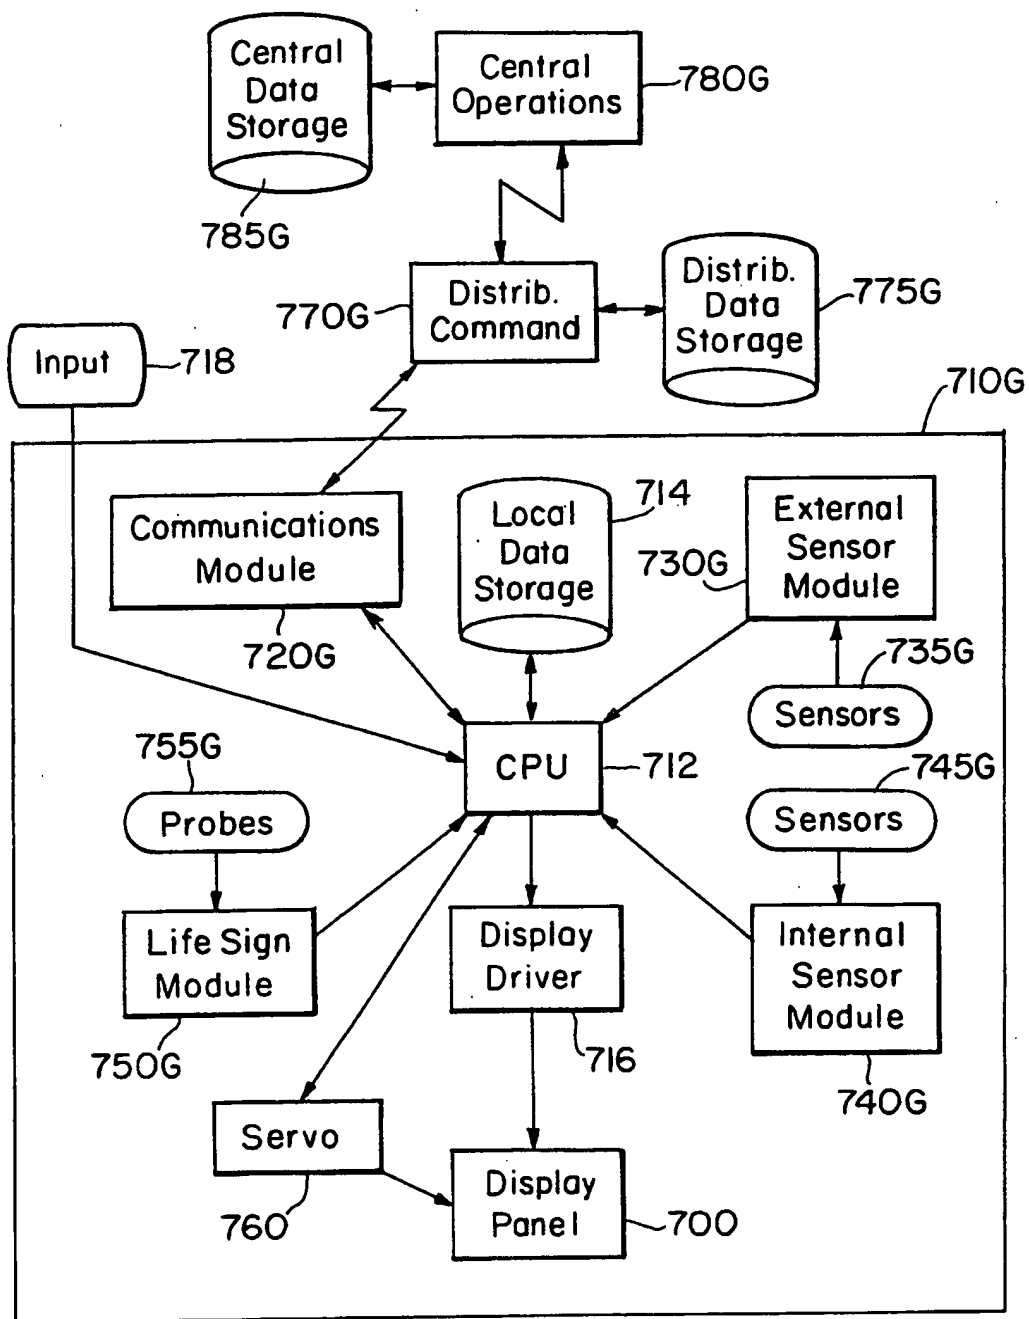 Central
Data
Storage
785G
Central
Operations
780G
Distrib.
Command
770G
Distrib.
Data
Storage
775G
Input
718
710G
Communications
Module
720G
Local
Data
Storage
714
External
Sensor
Module
730G
735G
Sensors
CPU
712
755G
Probes
745G
Sensors
Life Sign
Module
750G
Display
Driver
716
Internal
Sensor
Module
740G
Servo
760
Display
Panel
700